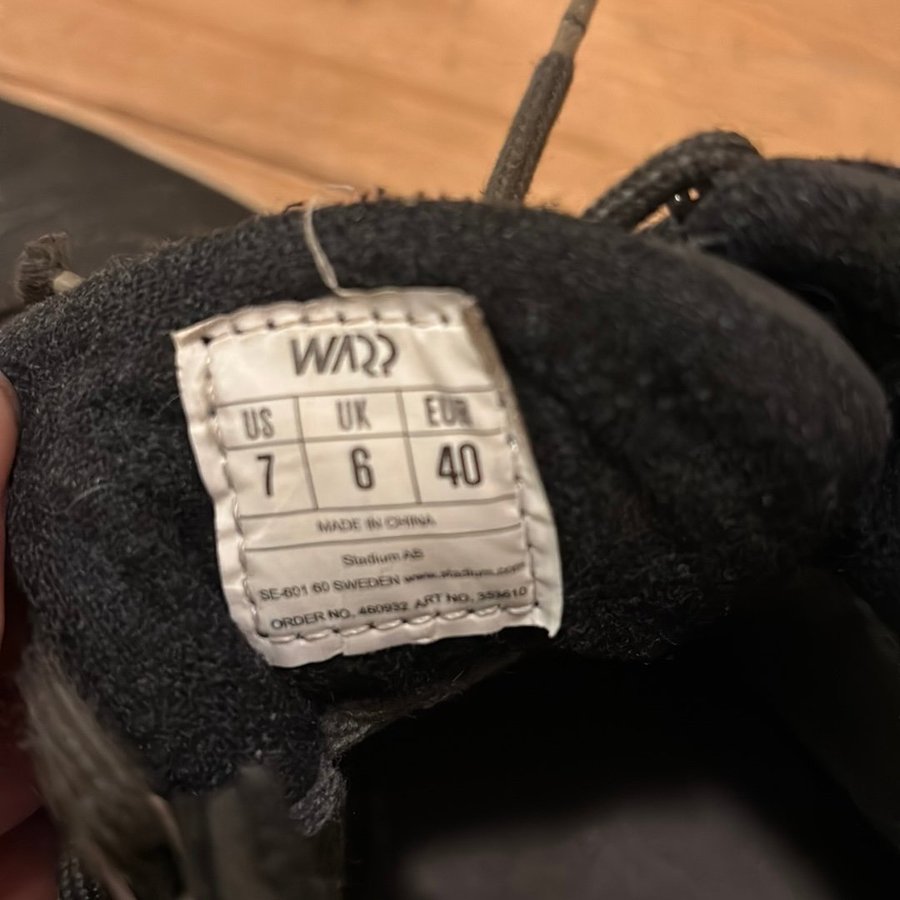 WARP
US UK EUR
7 6 40
MADE IN CHINA
Stadium AB
SE-601 60 SWEDEN www.stadium.com
ORDER NO. 460932 ART NO. 353610